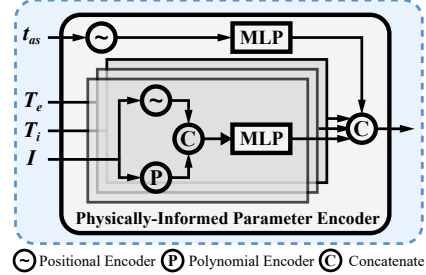 t_as
MLP
T_e
T_i
I
~
~
C
P
MLP
C
Physically-Informed Parameter Encoder
~ Positional Encoder P Polynomial Encoder C Concatenate